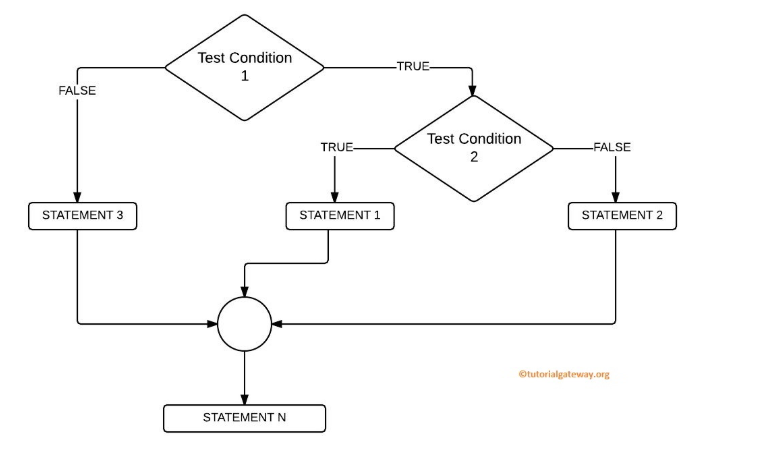 Test Condition
1
TRUE
FALSE
Test Condition
2
TRUE
FALSE
STATEMENT 3
STATEMENT 1
STATEMENT 2
©tutorialgateway.org
STATEMENT N